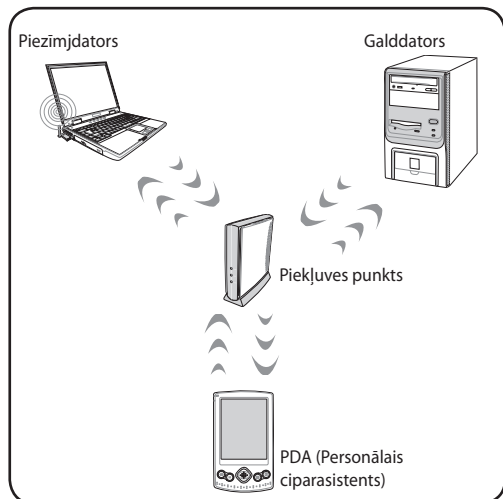 Piezīmjdators
Galddators
Piekļuves punkts
PDA (Personālais
ciparasistents)